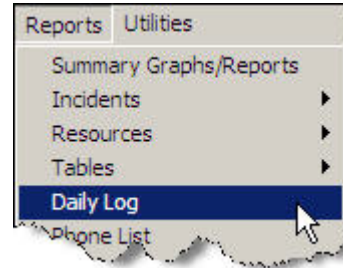 Reports Utilities
Summary Graphs/Reports
Incidents
Resources
Tables
Daily Log
Phone List